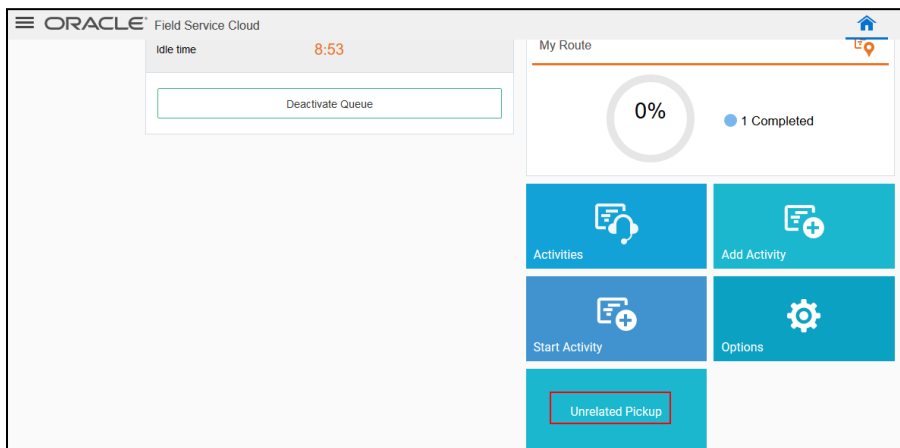 ORACLE® Field Service Cloud
Idle time 8:53
Deactivate Queue
My Route
0%
1 Completed
Activities
Add Activity
Start Activity
Options
Unrelated Pickup